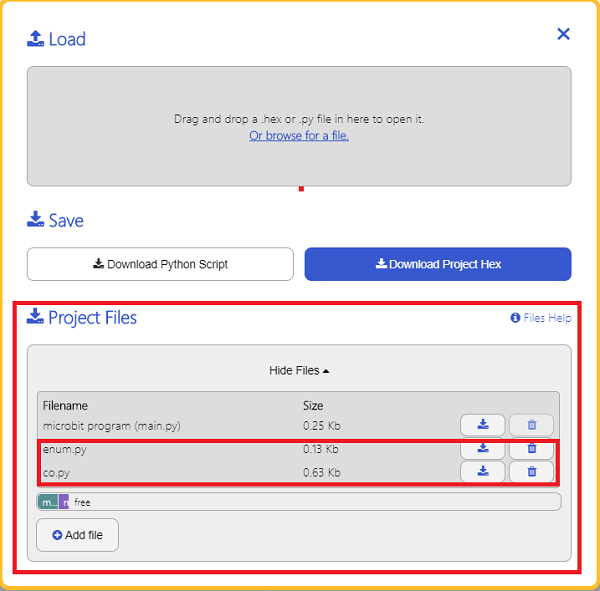 Load
Drag and drop a .hex or .py file in here to open it.
Or browse for a file.
Save
Download Python Script
Download Project Hex
Project Files
Files Help
Hide Files
Filename Size
microbit program (main.py) 0.25 Kb
enum.py 0.13 Kb
co.py 0.63 Kb
m... n free
Add file